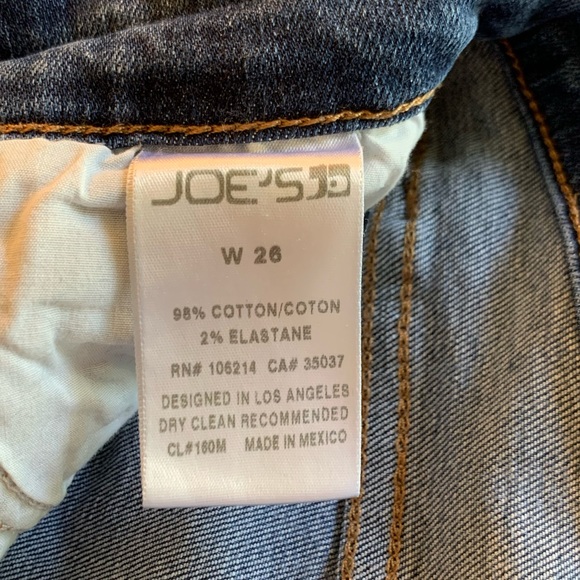 JOE'S
W 26
98% COTTON/COTON
2% ELASTANE
RN# 106214 CA# 35037
DESIGNED IN LOS ANGELES
DRY CLEAN RECOMMENDED
CL#160M MADE IN MEXICO